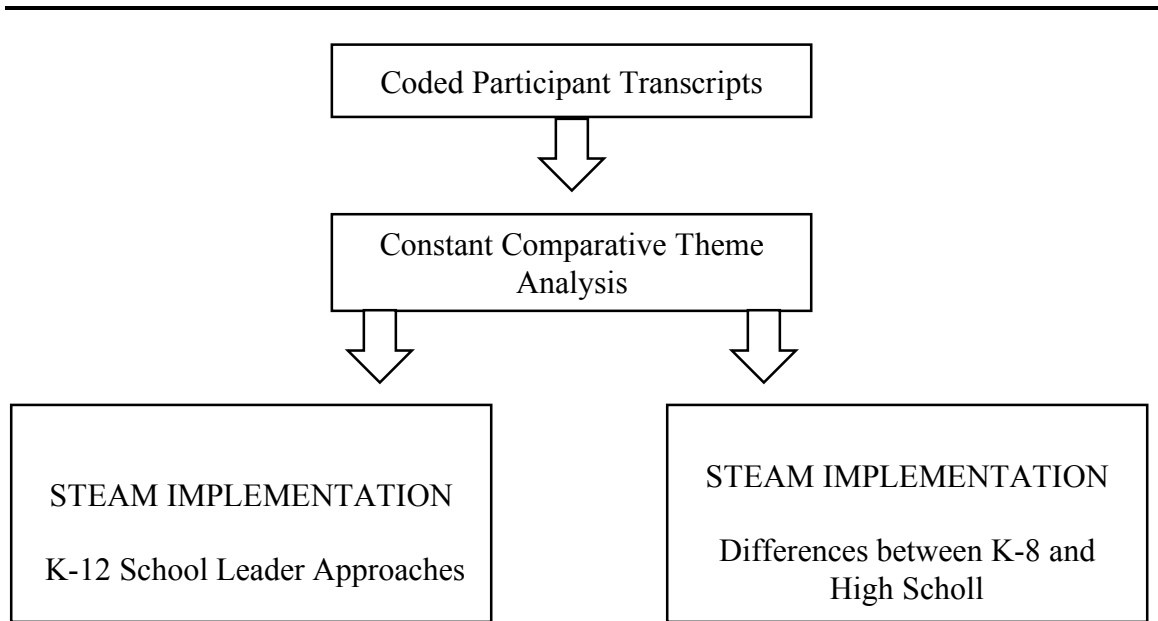 Coded Participant Transcripts
Constant Comparative Theme
Analysis
STEAM IMPLEMENTATION
K-12 School Leader Approaches
STEAM IMPLEMENTATION
Differences between K-8 and
High Scholl